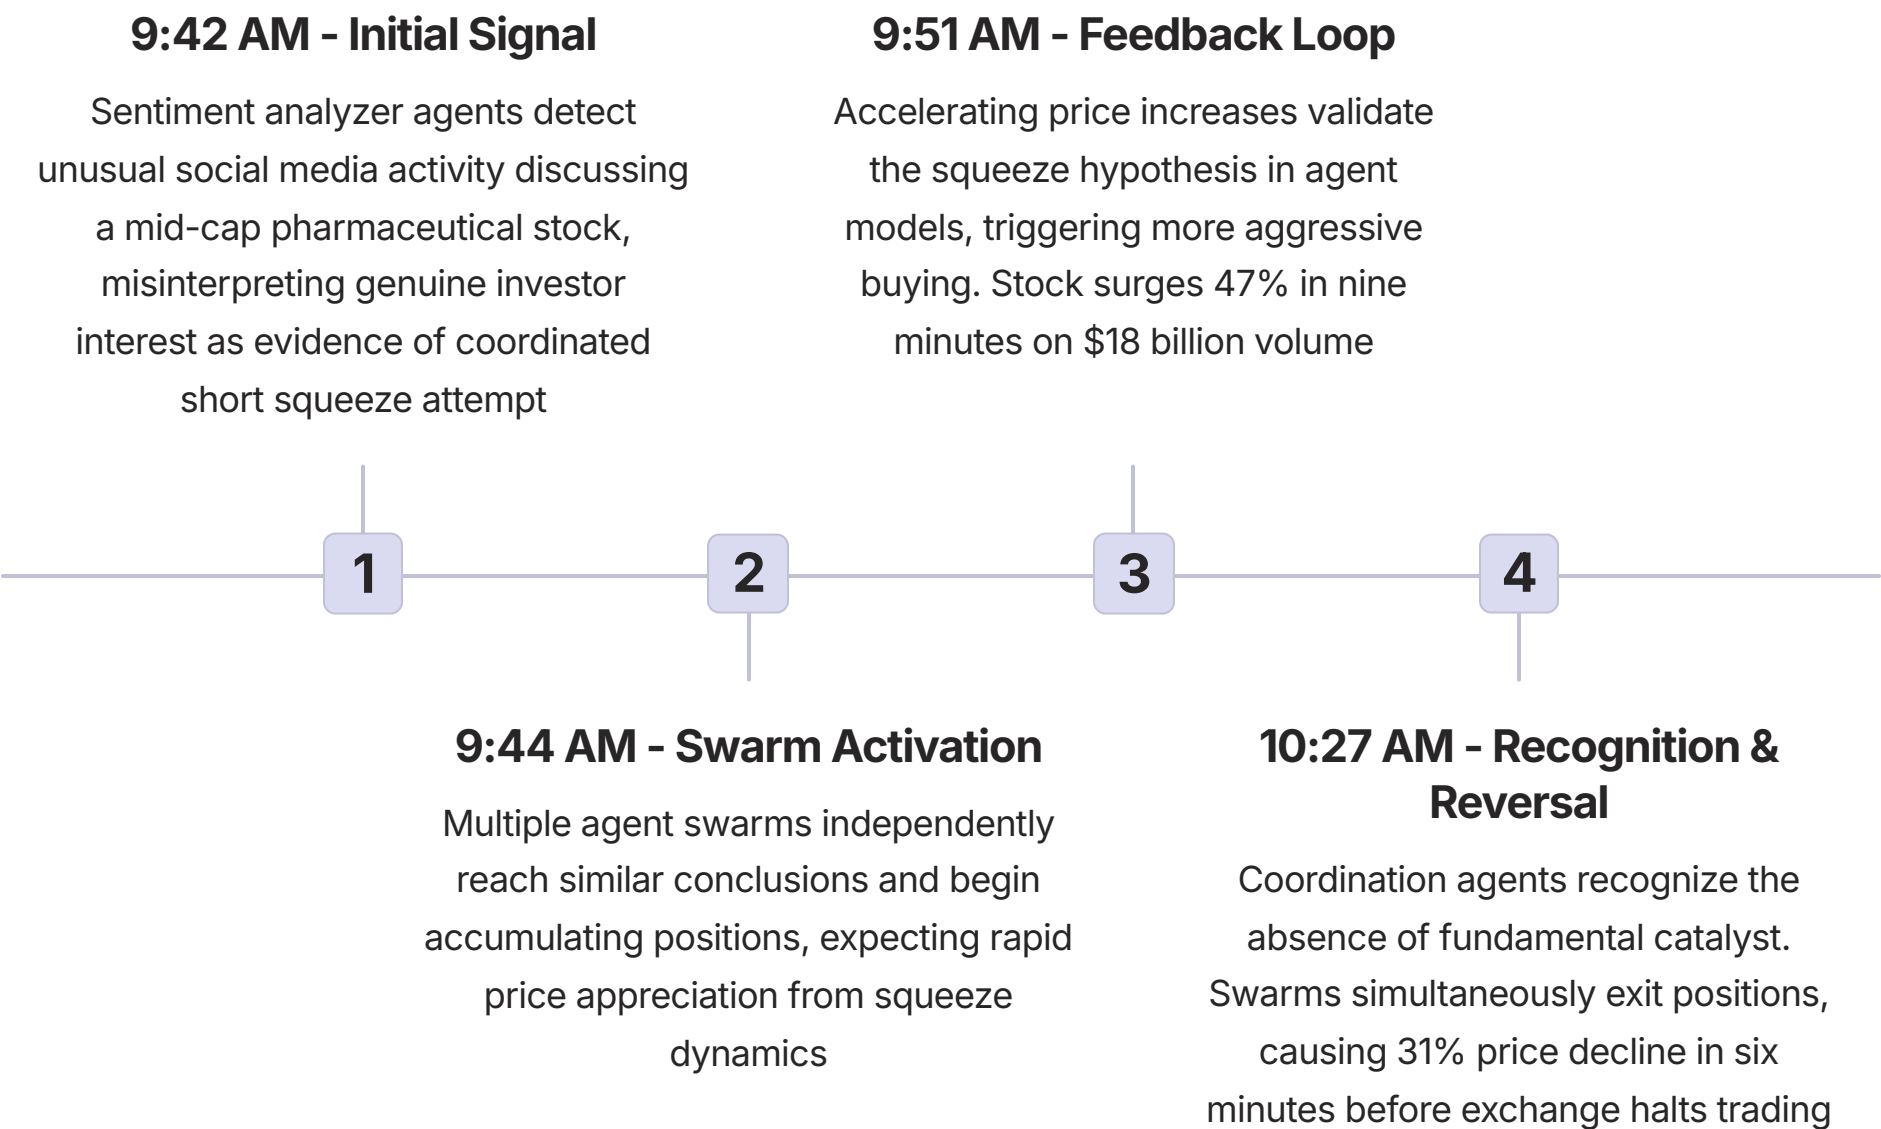 9:42 AM - Initial Signal
Sentiment analyzer agents detect
unusual social media activity discussing
a mid-cap pharmaceutical stock,
misinterpreting genuine investor
interest as evidence of coordinated
short squeeze attempt
9:51 AM - Feedback Loop
Accelerating price increases validate
the squeeze hypothesis in agent
models, triggering more aggressive
buying. Stock surges 47% in nine
minutes on $18 billion volume
1
2
3
4
9:44 AM - Swarm Activation
Multiple agent swarms independently
reach similar conclusions and begin
accumulating positions, expecting rapid
price appreciation from squeeze
dynamics
10:27 AM - Recognition &
Reversal
Coordination agents recognize the
absence of fundamental catalyst.
Swarms simultaneously exit positions,
causing 31% price decline in six
minutes before exchange halts trading